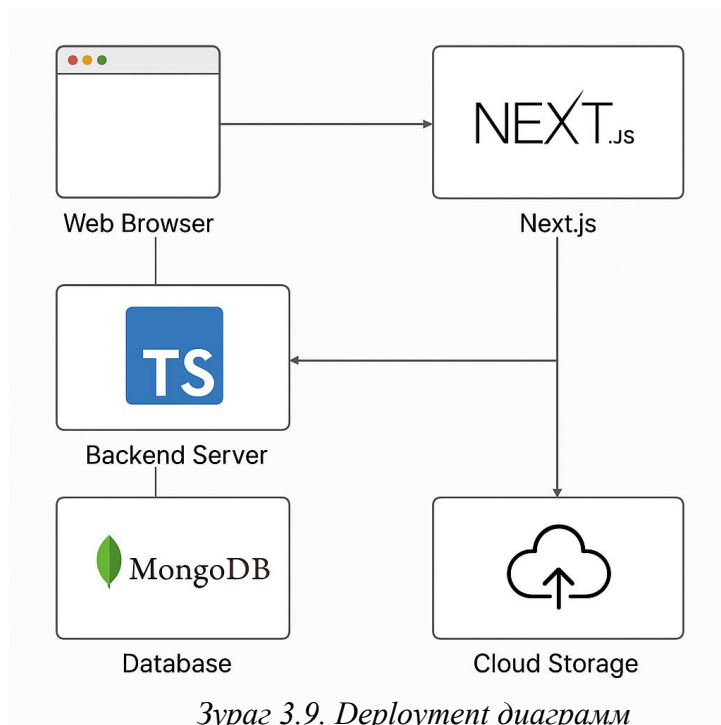 NEXT.JS
Web Browser
Next.js
TS
Backend Server
MongoDB
Database
Cloud Storage
Зураг 3.9. Deployment диаграмм